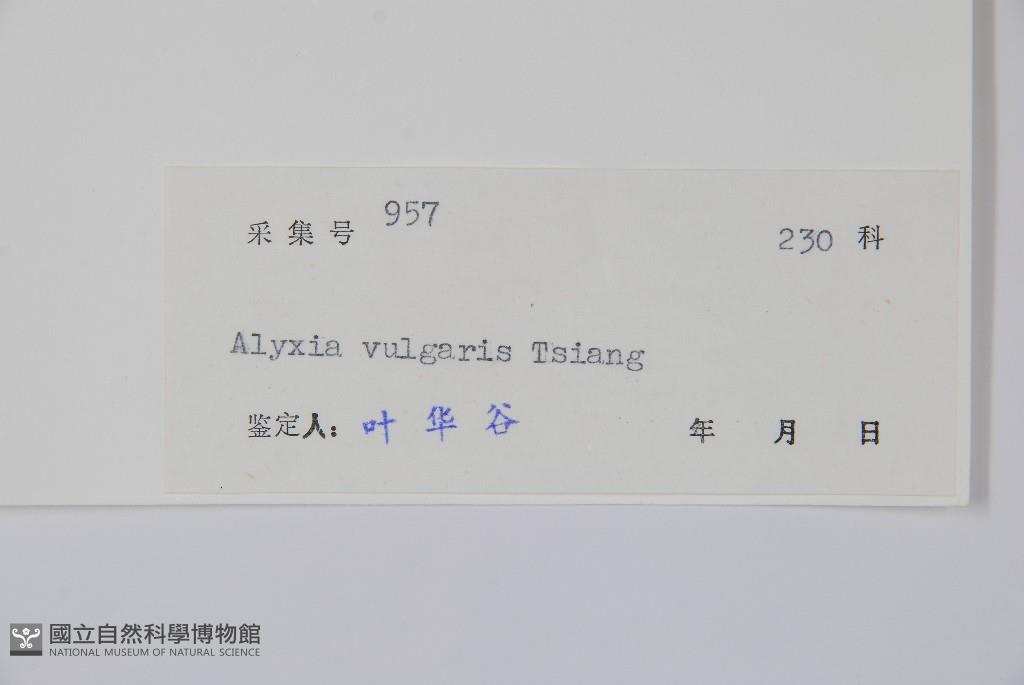 采集号 957 230 科
Alyxia vulgaris Tsiang
鉴定人: 叶华谷 年 月 日
國立自然科學博物館
NATIONAL MUSEUM OF NATURAL SCIENCE